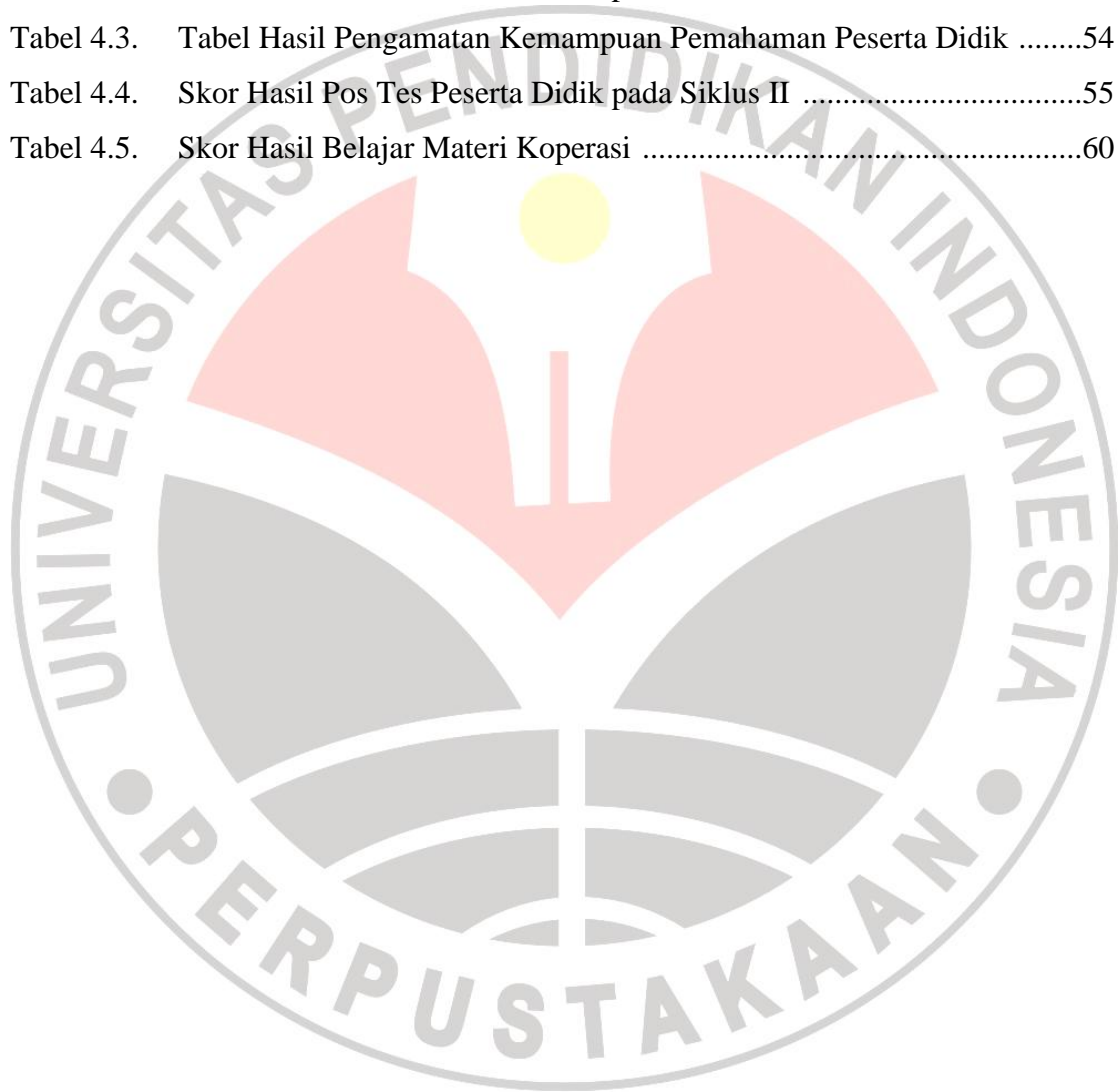 Tabel 4.3. Tabel Hasil Pengamatan Kemampuan Pemahaman Peserta Didik ........54
Tabel 4.4. Skor Hasil Pos Tes Peserta Didik pada Siklus II ...................................55
Tabel 4.5. Skor Hasil Belajar Materi Koperasi ........................................................60
UNIVERSITAS PENDIDIKAN INDONESIA
PERPUSTAKAAN